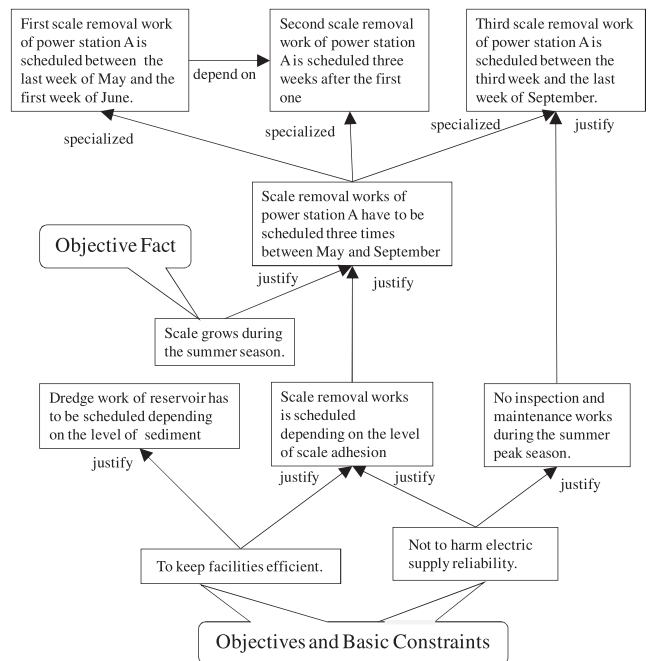 First scale removal work
of power station A is
scheduled between the
last week of May and the
first week of June.
depend on
Second scale removal
work of power station
A is scheduled three
weeks after the first
one
Third scale removal work
of power station A is
scheduled between the
third week and the last
week of September.
specialized
specialized
specialized
justify
Scale removal works of
power station A have to be
scheduled three times
between May and September
Objective Fact
justify
justify
Scale grows during
the summer season.
Dredge work of reservoir has
to be scheduled depending
on the level of sediment
justify
Scale removal works
is scheduled
depending on the level
of scale adhesion
justify
justify
No inspection and
maintenance works
during the summer
peak season.
justify
To keep facilities efficient.
Not to harm electric
supply reliability.
Objectives and Basic Constraints